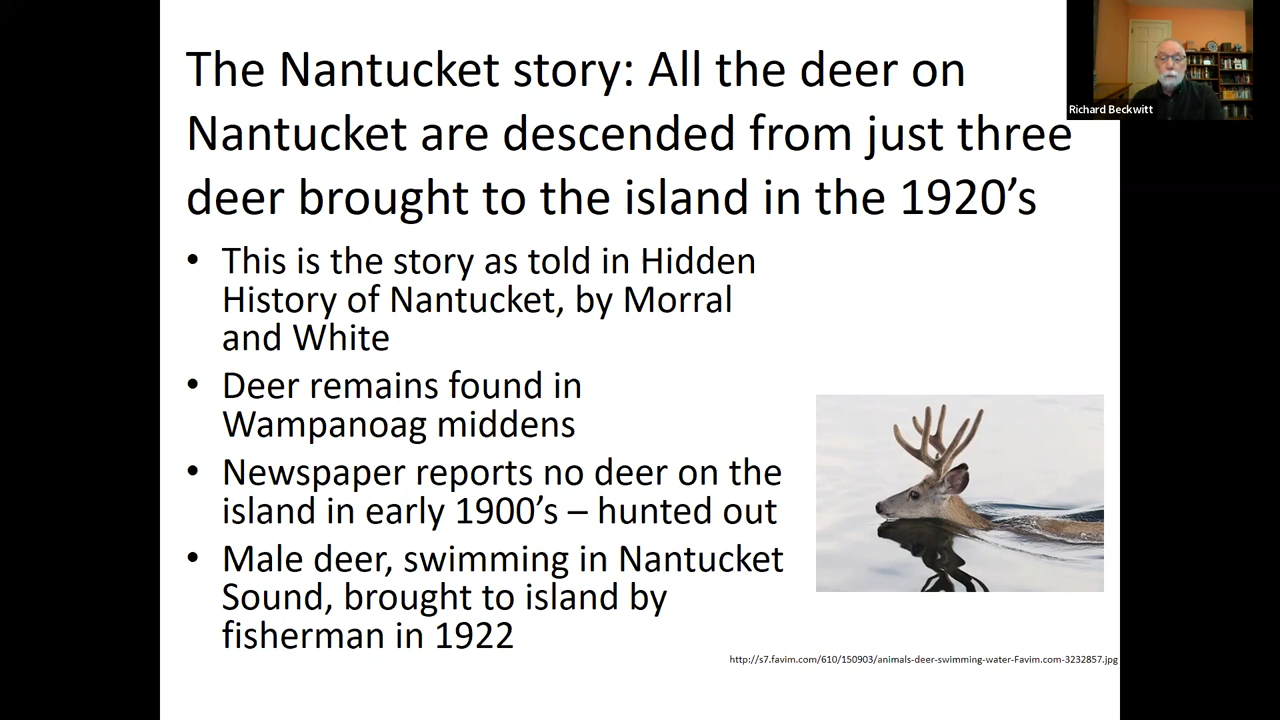 The Nantucket story: All the deer on
Nantucket are descended from just three
deer brought to the island in the 1920’s
• This is the story as told in Hidden
History of Nantucket, by Morral
and White
• Deer remains found in
Wampanoag middens
• Newspaper reports no deer on the
island in early 1900’s – hunted out
• Male deer, swimming in Nantucket
Sound, brought to island by
fisherman in 1922
http://s7.favim.com/610/150903/animals-deer-swimming-water-Favim.com-3232857.jpg
Richard Beckwitt